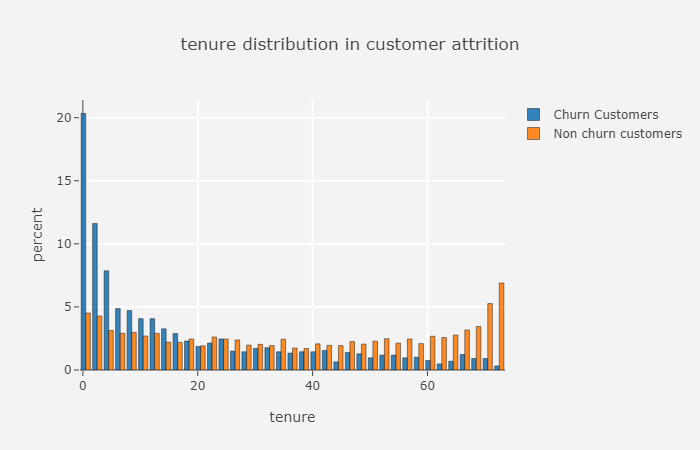 tenure distribution in customer attrition
Churn Customers
Non churn customers
20
15
10
5
0
percent
0 20 40 60
tenure